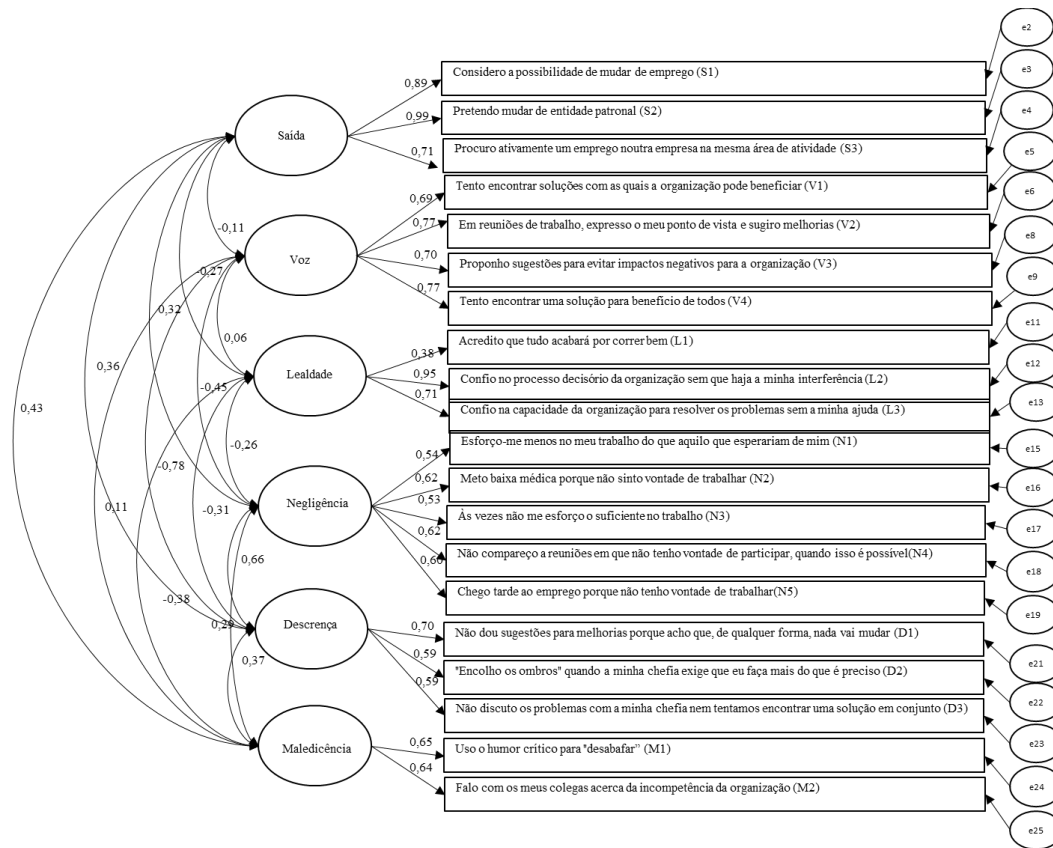 e2
Considero a possibilidade de mudar de emprego (S1)
0,89
e3
Saída
0,99
Pretendo mudar de entidade patronal (S2)
e4
0,71
Procuro ativamente um emprego noutra empresa na mesma área de atividade (S3)
e5
0,69
Tento encontrar soluções com as quais a organização pode beneficiar (V1)
e6
-0,11
0,77
Em reuniões de trabalho, expresso o meu ponto de vista e sugiro melhorias (V2)
e8
Voz
0,70
Proponho sugestões para evitar impactos negativos para a organização (V3)
-0,27
e9
0,77
Tento encontrar uma solução para benefício de todos (V4)
0,32
e11
0,06
0,38
Acredito que tudo acabará por correr bem (L1)
0,36
e12
Lealdade
0,95
Confio no processo decisório da organização sem que haja a minha interferência (L2)
-0,45
e13
0,43
0,71
Confio na capacidade da organização para resolver os problemas sem a minha ajuda (L3)
-0,26
0,54
Esforço-me menos no meu trabalho do que aquilo que esperariam de mim (N1)
e15
-0,78
0,62
Meto baixa médica porque não sinto vontade de trabalhar (N2)
e16
Negligência
0,53
0,11
-0,31
Às vezes não me esforço o suficiente no trabalho (N3)
e17
0,62
0,66
Não compareço a reuniões em que não tenho vontade de participar, quando isso é possível(N4)
e18
0,60
Chego tarde ao emprego porque não tenho vontade de trabalhar(N5)
e19
-0,38
0,29
Descrença
0,70
Não dou sugestões para melhorias porque acho que, de qualquer forma, nada vai mudar (D1)
e21
0,37
0,59
"Encolho os ombros" quando a minha chefia exige que eu faça mais do que é preciso (D2)
e22
0,59
Não discuto os problemas com a minha chefia nem tentamos encontrar uma solução em conjunto (D3)
e23
Maledicência
0,65
Uso o humor crítico para "desabafar” (M1)
e24
0,64
Falo com os meus colegas acerca da incompetência da organização (M2)
e25